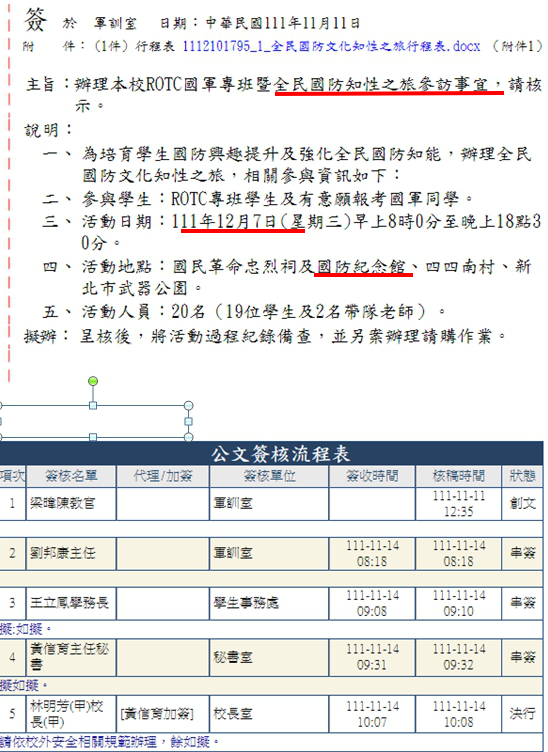 簽 於 軍訓室 日期：中華民國111年11月11日
附 件：(1件) 行程表 1112101795_1_全民國防文化知性之旅行程表.docx （附件1）
主旨：辦理本校ROTC國軍專班暨全民國防知性之旅參訪事宜，請核
示。
說明：
一、為培育學生國防興趣提升及強化全民國防知能，辦理全民
國防文化知性之旅，相關參與資訊如下：
二、參與學生：ROTC專班學生及有意願報考國軍同學。
三、活動日期：111年12月7日(星期三)早上8時0分至晚上18點3
0分。
四、活動地點：國民革命忠烈祠及國防紀念館、四四南村、新
北市武器公園。
五、活動人員：20名（19位學生及2名帶隊老師）。
擬辦：呈核後，將活動過程紀錄備查，並另案辦理請購作業。
公文簽核流程表
項次 簽核名單 代理/加簽 簽核單位 簽收時間 核稿時間 狀態
1 梁暐陳教官 軍訓室 111-11-11 12:35 創文
2 劉邦康主任 軍訓室 111-11-14 08:18 111-11-14 08:18 串簽
3 王立鳳學務長 學生事務處 111-11-14 09:08 111-11-14 09:10 串簽
擬:如擬。
4 黃信育主任秘書 秘書室 111-11-14 09:31 111-11-14 09:32 串簽
擬如擬。
5 林明芳(甲)校長(甲) [黃信育加簽] 校長室 111-11-14 10:07 111-11-14 10:08 決行
請依校外安全相關規範辦理，餘如擬。